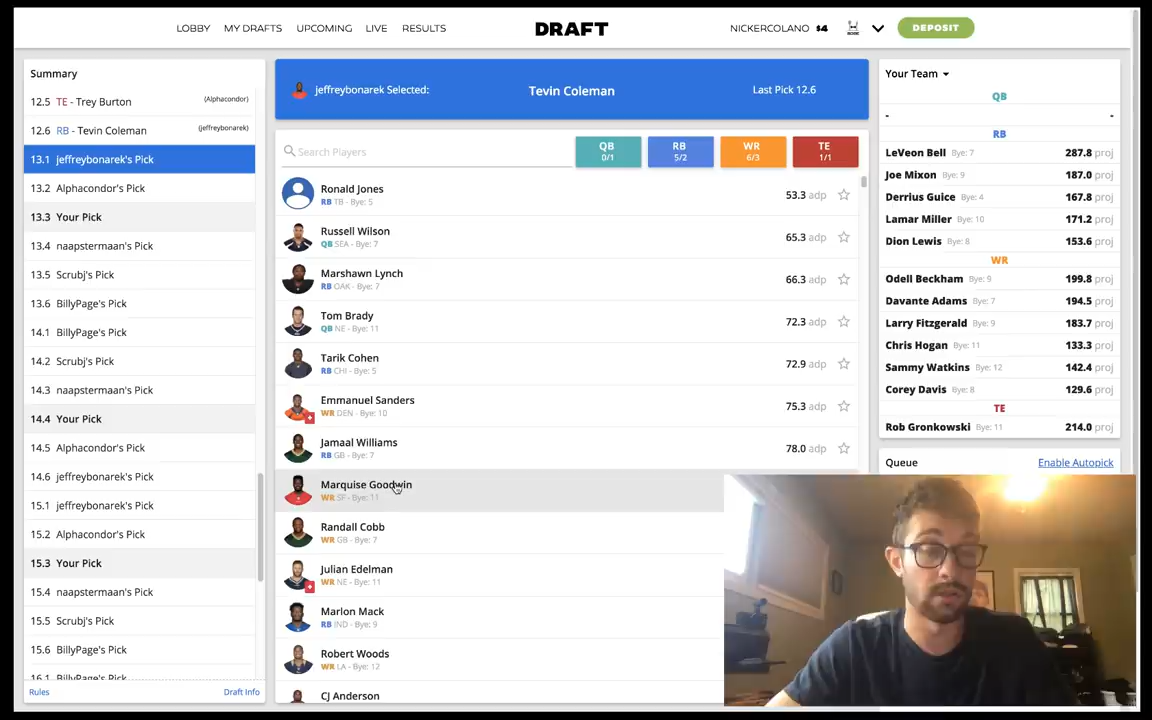 LOBBY MY DRAFTS UPCOMING LIVE RESULTS DRAFT NICKERCOLANO $4 DEPOSIT
Summary
12.5 TE - Trey Burton (Alphacondor)
12.6 RB - Tevin Coleman (jeffreybonarek)
13.1 jeffreybonarek's Pick
13.2 Alphacondor's Pick
13.3 Your Pick
13.4 naapstermaan's Pick
13.5 Scrubj's Pick
13.6 BillyPage's Pick
14.1 BillyPage's Pick
14.2 Scrubj's Pick
14.3 naapstermaan's Pick
14.4 Your Pick
14.5 Alphacondor's Pick
14.6 jeffreybonarek's Pick
15.1 jeffreybonarek's Pick
15.2 Alphacondor's Pick
15.3 Your Pick
15.4 naapstermaan's Pick
15.5 Scrubj's Pick
15.6 BillyPage's Pick
16.1 BillyPage's Pick
Rules Draft Info
jeffreybonarek Selected: Tevin Coleman Last Pick 12.6
Search Players
QB RB WR TE
0/1 5/2 6/3 1/1
Ronald Jones
RB TB - Bye: 5
53.3 adp
Russell Wilson
QB SEA - Bye: 7
65.3 adp
Marshawn Lynch
RB OAK - Bye: 7
66.3 adp
Tom Brady
QB NE - Bye: 11
72.3 adp
Tarik Cohen
RB CHI - Bye: 5
72.9 adp
Emmanuel Sanders
WR DEN - Bye: 10
75.3 adp
Jamaal Williams
RB GB - Bye: 7
78.0 adp
Marquise Goodwin
WR SF - Bye: 11
Randall Cobb
WR GB - Bye: 7
Julian Edelman
WR NE - Bye: 11
Marlon Mack
RB IND - Bye: 9
Robert Woods
WR LA - Bye: 12
CJ Anderson
Your Team
QB
- -
RB
LeVeon Bell Bye: 7 287.8 proj
Joe Mixon Bye: 9 187.0 proj
Derrius Guice Bye: 4 167.8 proj
Lamar Miller Bye: 10 171.2 proj
Dion Lewis Bye: 8 153.6 proj
WR
Odell Beckham Bye: 9 199.8 proj
Davante Adams Bye: 7 194.5 proj
Larry Fitzgerald Bye: 9 183.7 proj
Chris Hogan Bye: 11 133.3 proj
Sammy Watkins Bye: 12 142.4 proj
Corey Davis Bye: 8 129.6 proj
TE
Rob Gronkowski Bye: 11 214.0 proj
Queue Enable Autopick